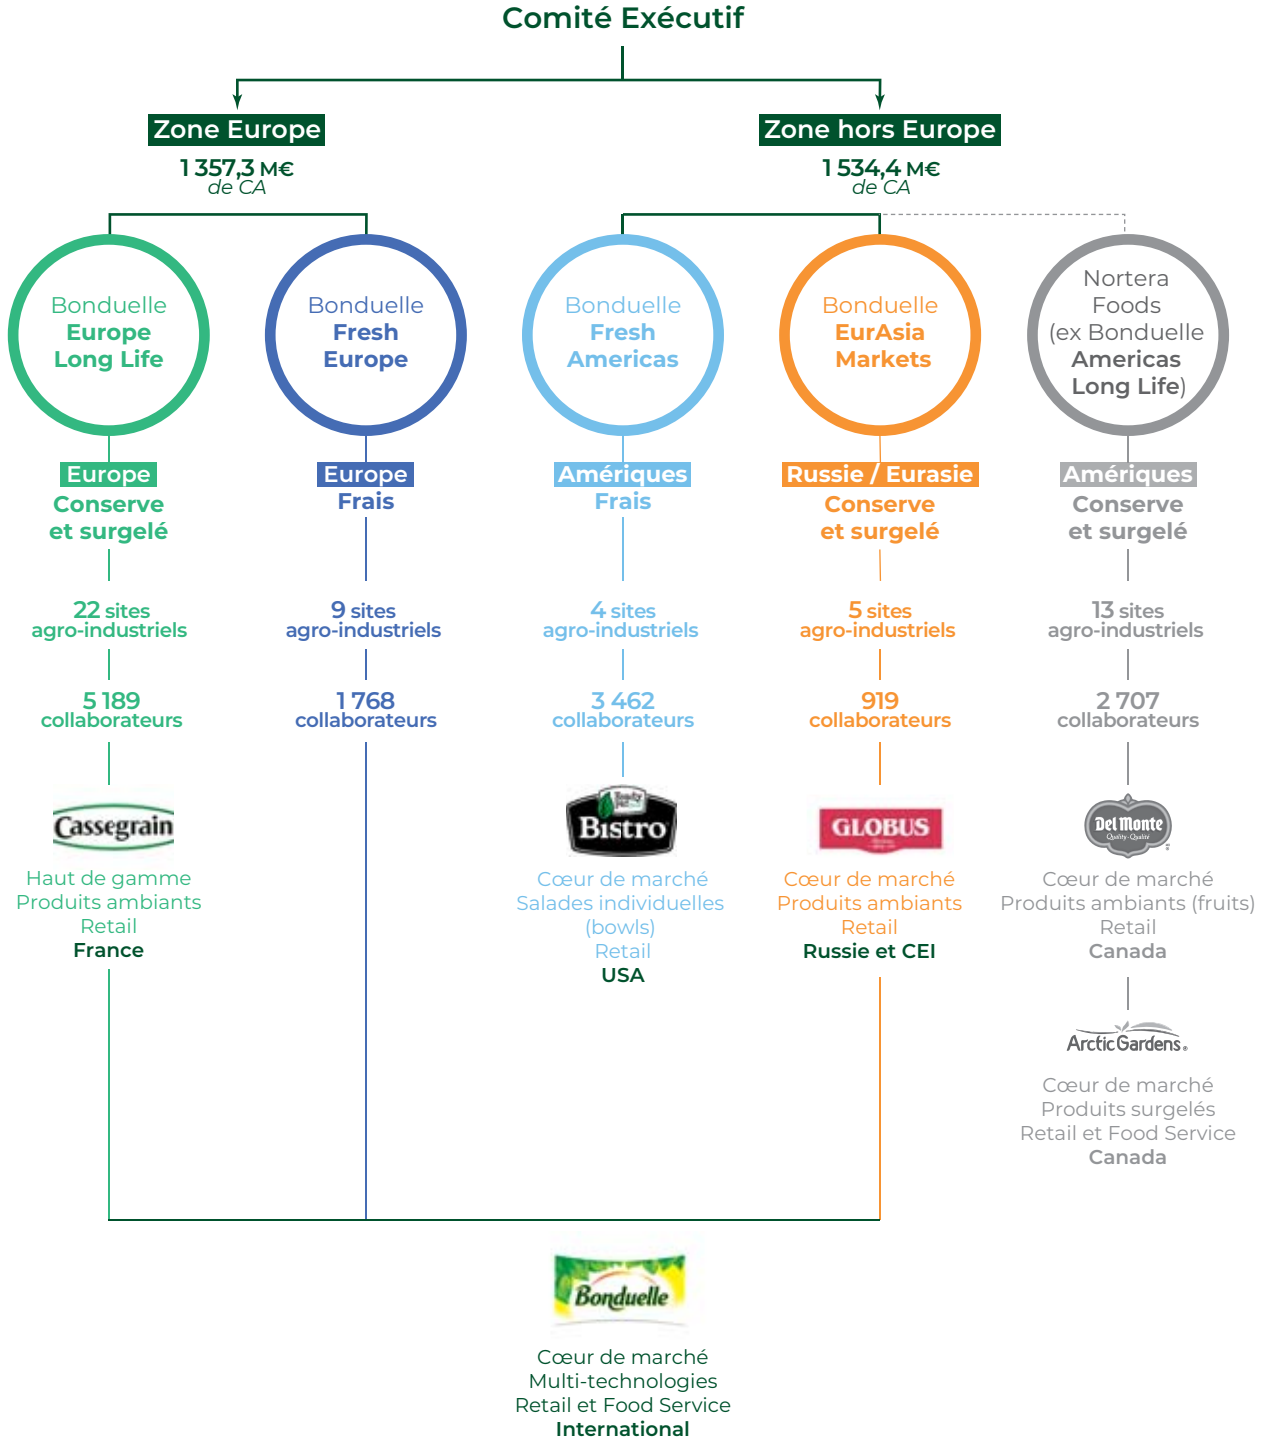 Comité Exécutif
Zone Europe
1 357,3 M€
de CA
Zone hors Europe
1 534,4 M€
de CA
Bonduelle
Europe
Long Life
Europe
Conserve
et surgelé
22 sites
agro-industriels
5 189
collaborateurs
Cassegrain
Haut de gamme
Produits ambiants
Retail
France
Bonduelle
Fresh
Europe
Europe
Frais
9 sites
agro-industriels
1 768
collaborateurs
Bonduelle
Fresh
Americas
Amériques
Frais
4 sites
agro-industriels
3 462
collaborateurs
Ready
Pac
Bistro
Cœur de marché
Salades individuelles
(bowls)
Retail
USA
Bonduelle
EurAsia
Markets
Russie / Eurasie
Conserve
et surgelé
5 sites
agro-industriels
919
collaborateurs
GLOBUS
Cœur de marché
Produits ambiants
Retail
Russie et CEI
Nortera
Foods
(ex Bonduelle
Americas
Long Life)
Amériques
Conserve
et surgelé
13 sites
agro-industriels
2 707
collaborateurs
Del Monte
Quality · Qualité
Cœur de marché
Produits ambiants (fruits)
Retail
Canada
Arctic Gardens®
Cœur de marché
Produits surgelés
Retail et Food Service
Canada
Bonduelle
Cœur de marché
Multi-technologies
Retail et Food Service
International